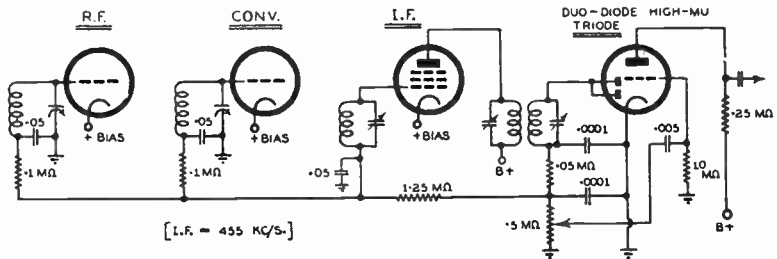 R.F.
CONV.
I.F.
DUO-DIODE HIGH-MU
TRIODE
.05
+ BIAS
.1 MΩ
.05
+ BIAS
.1 MΩ
+ BIAS
.05
1.25 MΩ
B+
.0001
.05 MΩ
.0001
.5 MΩ
.005
10
MΩ
.25 MΩ
B+
[I.F. = 455 KC/S.]